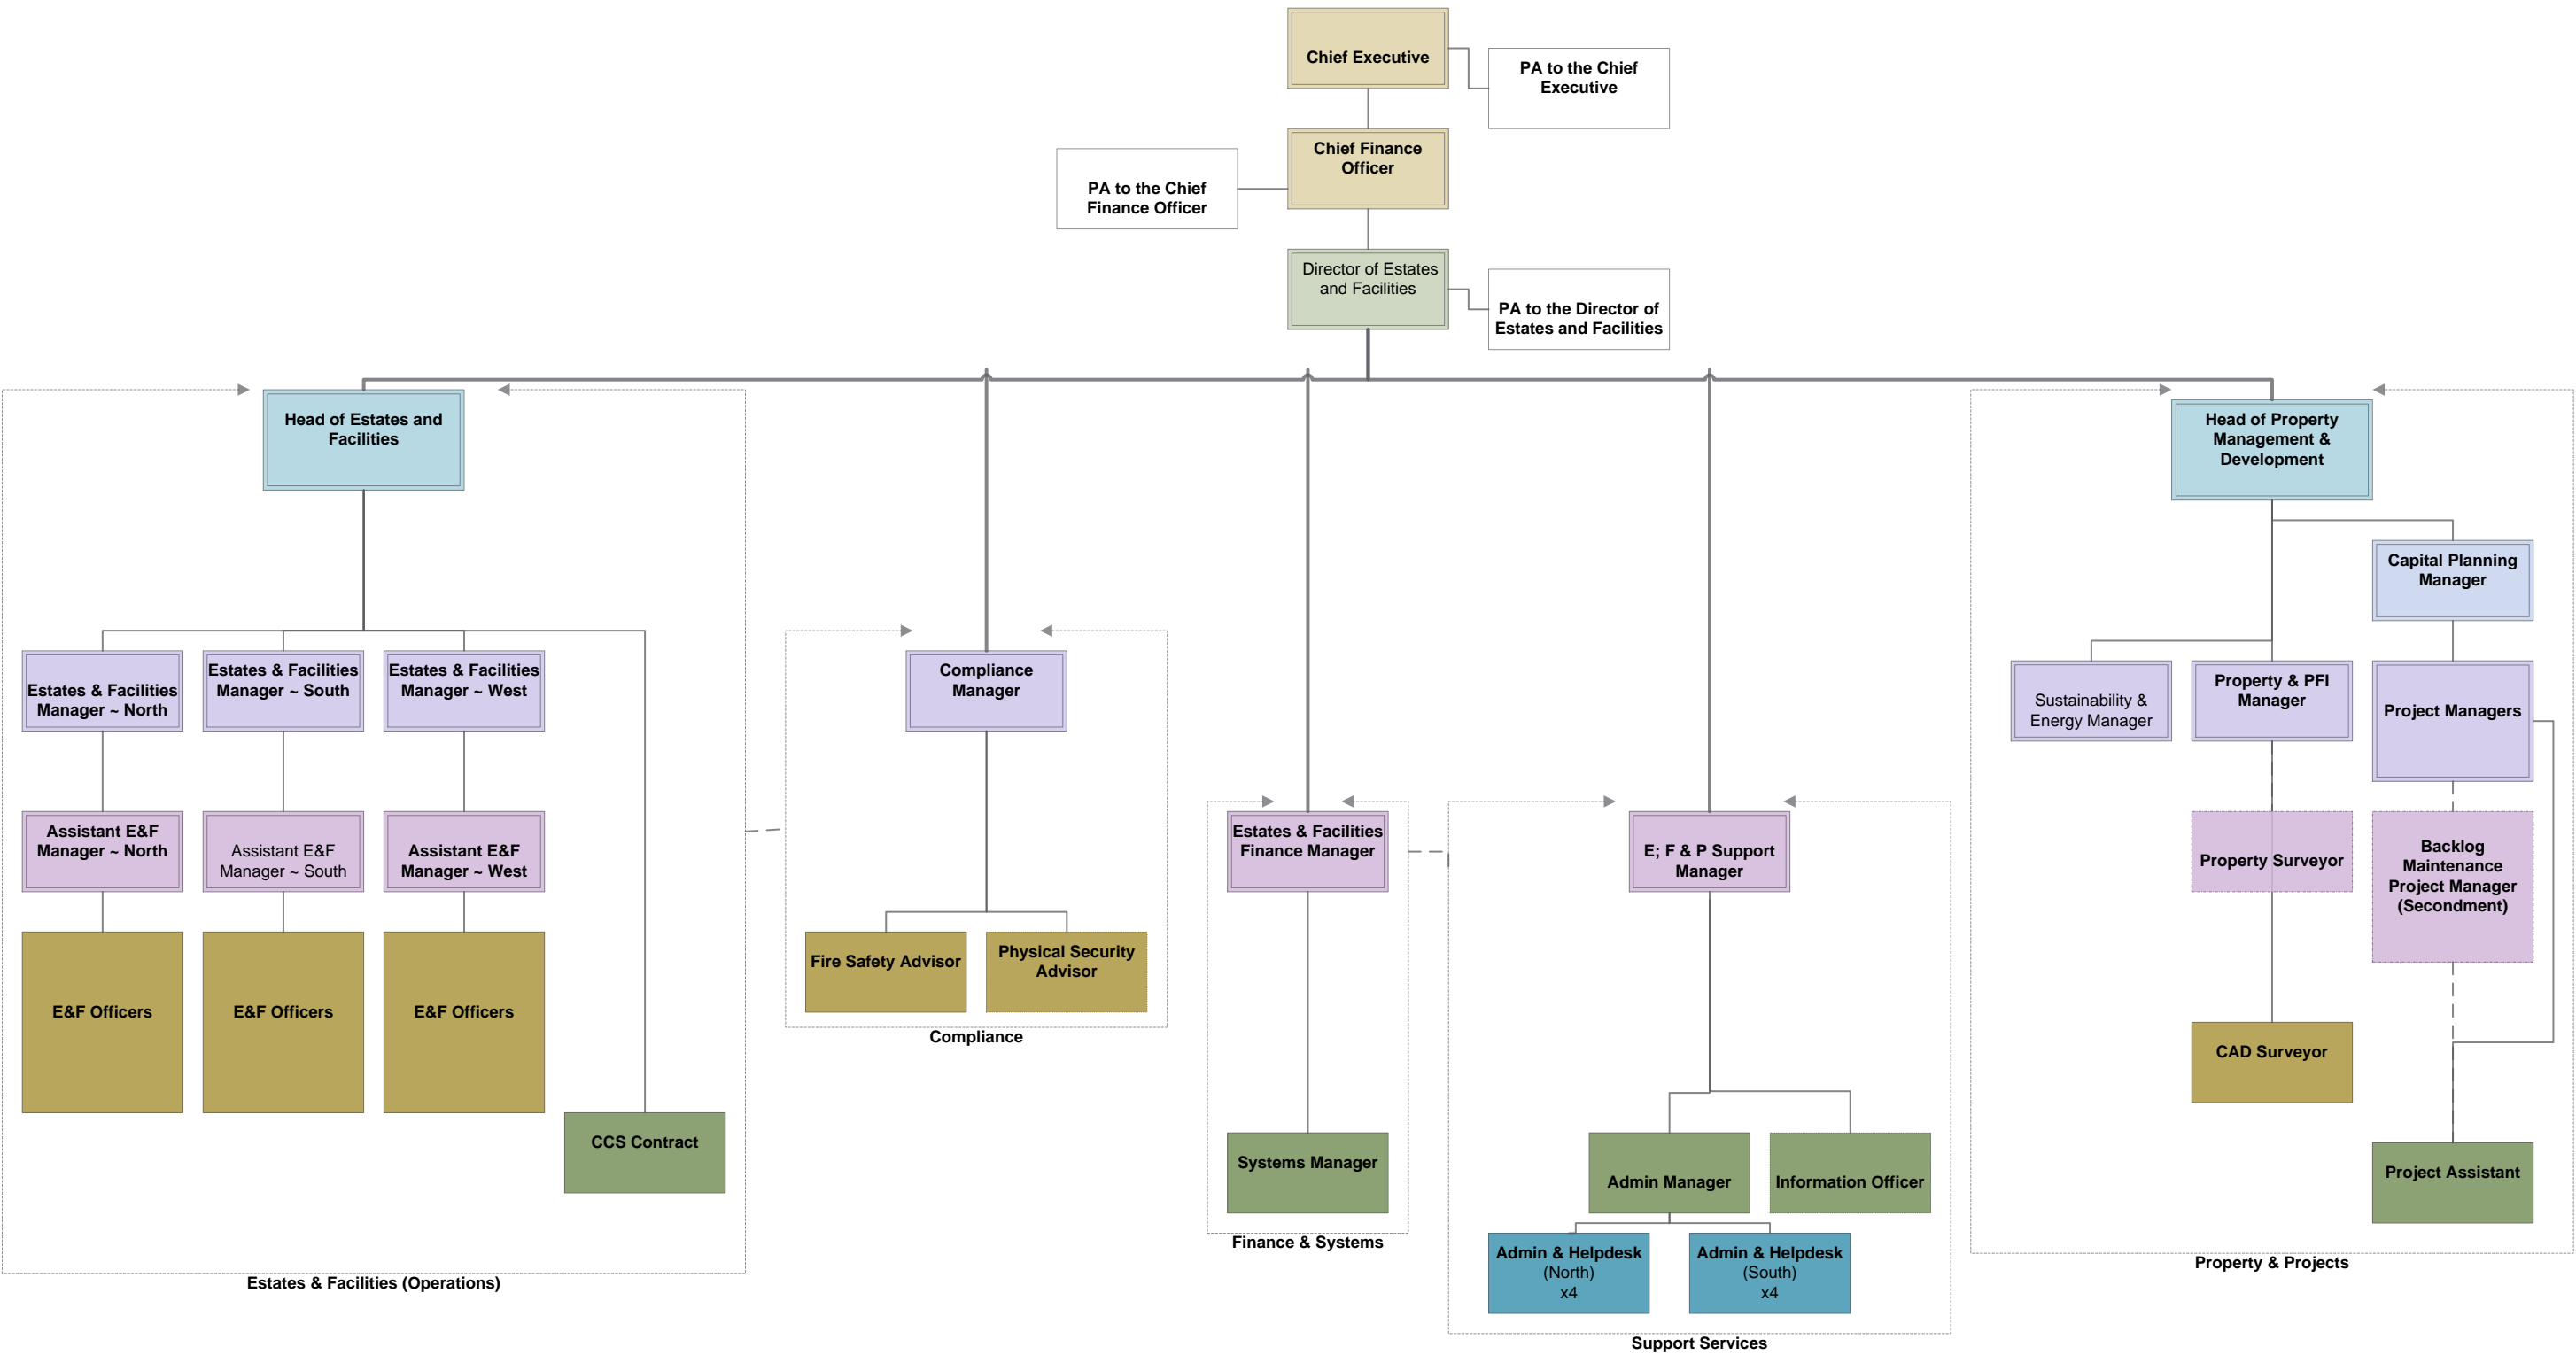 Chief Executive
PA to the Chief
Executive
Chief Finance
Officer
PA to the Chief
Finance Officer
Director of Estates
and Facilities
PA to the Director of
Estates and Facilities
Head of Estates and
Facilities
Head of Property
Management &
Development
Capital Planning
Manager
Estates & Facilities
Manager ~ North
Estates & Facilities
Manager ~ South
Estates & Facilities
Manager ~ West
Compliance
Manager
Sustainability &
Energy Manager
Property & PFI
Manager
Project Managers
Assistant E&F
Manager ~ North
Assistant E&F
Manager ~ South
Assistant E&F
Manager ~ West
Estates & Facilities
Finance Manager
E; F & P Support
Manager
Property Surveyor
Backlog
Maintenance
Project Manager
(Secondment)
E&F Officers
E&F Officers
E&F Officers
Fire Safety Advisor
Physical Security
Advisor
Compliance
CAD Surveyor
CCS Contract
Systems Manager
Admin Manager
Information Officer
Project Assistant
Finance & Systems
Admin & Helpdesk
(North)
x4
Admin & Helpdesk
(South)
x4
Property & Projects
Estates & Facilities (Operations)
Support Services